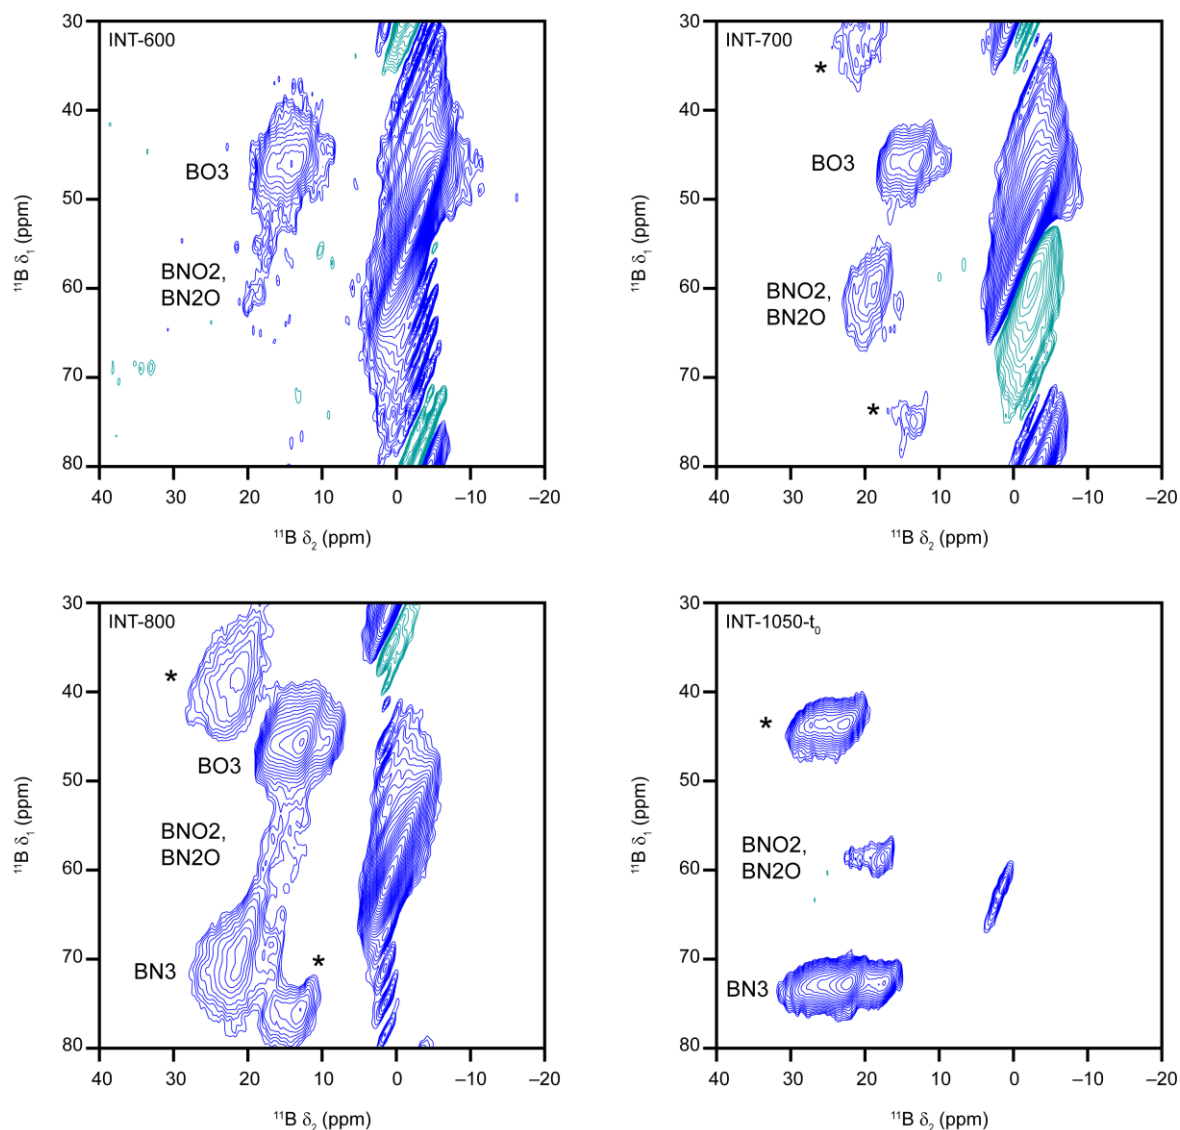 INT-600
30
40
50
60
70
80
BO3
BNO2,
BN2O
¹¹B δ₁ (ppm)
40 30 20 10 0 –10 –20
¹¹B δ₂ (ppm)
INT-700
30
40
50
60
70
80
*
BO3
BNO2,
BN2O
*
¹¹B δ₁ (ppm)
40 30 20 10 0 –10 –20
¹¹B δ₂ (ppm)
INT-800
30
40
50
60
70
80
*
BO3
BNO2,
BN2O
BN3
*
¹¹B δ₁ (ppm)
40 30 20 10 0 –10 –20
¹¹B δ₂ (ppm)
INT-1050-t₀
30
40
50
60
70
80
*
BNO2,
BN2O
BN3
¹¹B δ₁ (ppm)
40 30 20 10 0 –10 –20
¹¹B δ₂ (ppm)